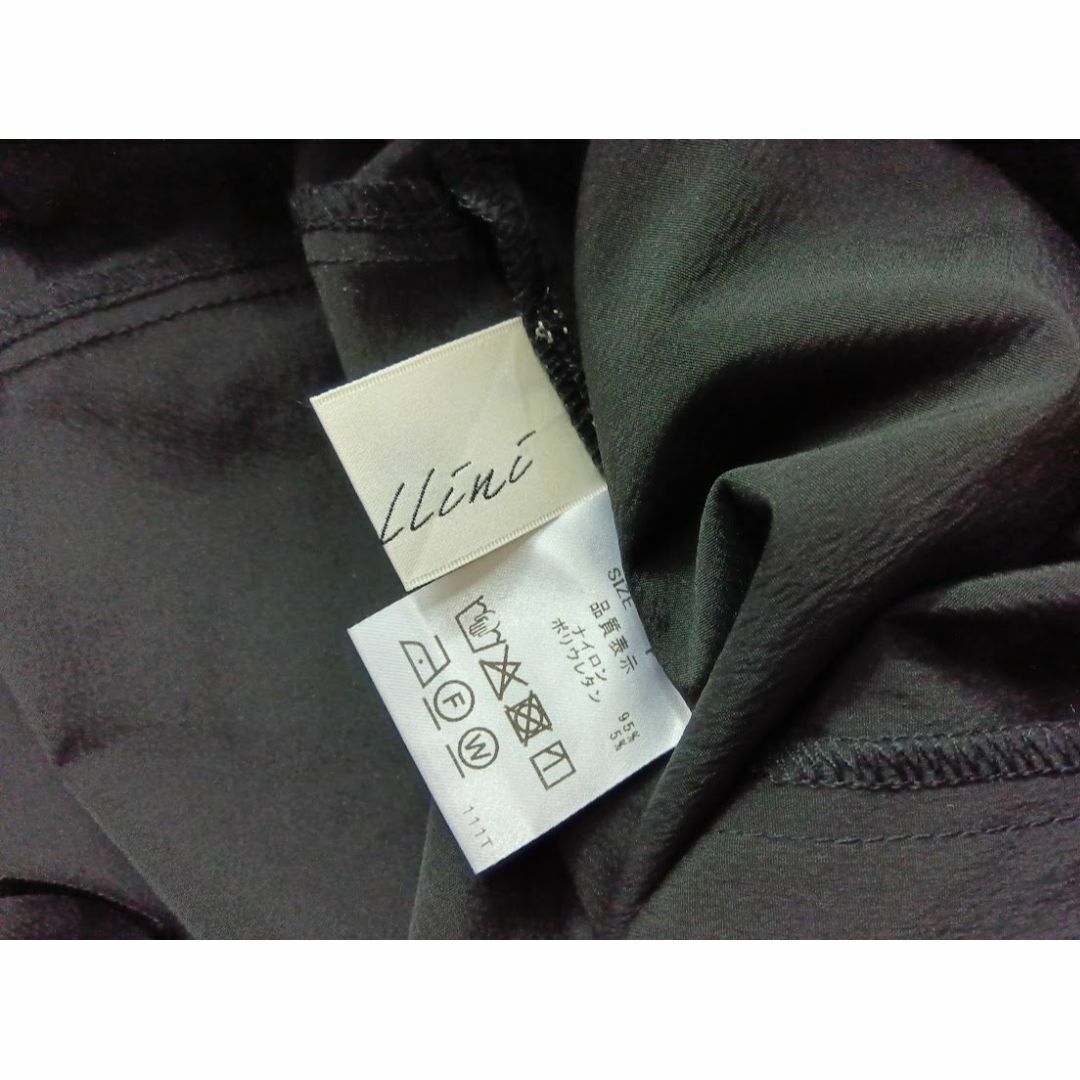 llini
SIZE
品質表示
ナイロン 95%
ポリウレタン 5%
F
W
111T